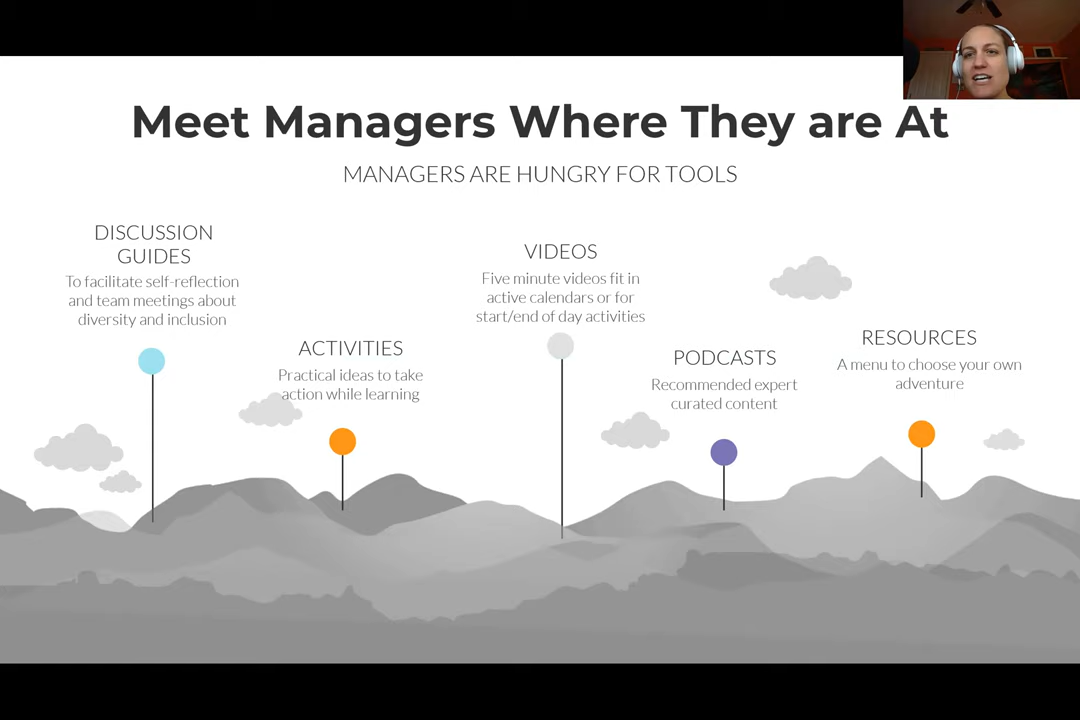 Meet Managers Where They are At
MANAGERS ARE HUNGRY FOR TOOLS
DISCUSSION
GUIDES
To facilitate self-reflection
and team meetings about
diversity and inclusion
ACTIVITIES
Practical ideas to take
action while learning
VIDEOS
Five minute videos fit in
active calendars or for
start/end of day activities
PODCASTS
Recommended expert
curated content
RESOURCES
A menu to choose your own
adventure